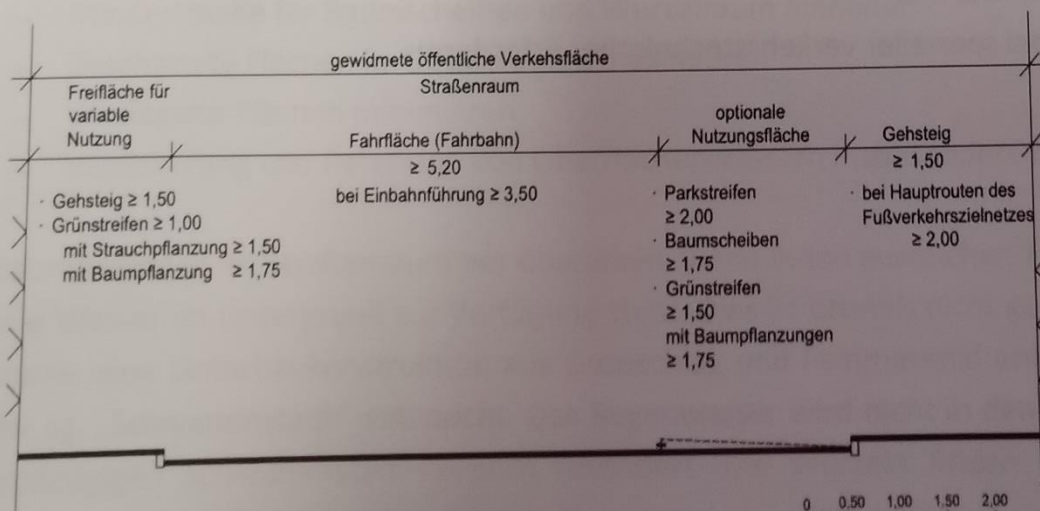 gewidmete öffentliche Verkehsfläche
Straßenraum
Freifläche für
variable
Nutzung
Fahrfläche (Fahrbahn)
≥ 5,20
bei Einbahnführung ≥ 3,50
optionale
Nutzungsfläche
Gehsteig
≥ 1,50
· Gehsteig ≥ 1,50
· Grünstreifen ≥ 1,00
mit Strauchpflanzung ≥ 1,50
mit Baumpflanzung ≥ 1,75
· Parkstreifen
≥ 2,00
· Baumscheiben
≥ 1,75
· Grünstreifen
≥ 1,50
mit Baumpflanzungen
≥ 1,75
· bei Hauptrouten des
Fußverkehrszielnetzes
≥ 2,00
0 0,50 1,00 1,50 2,00